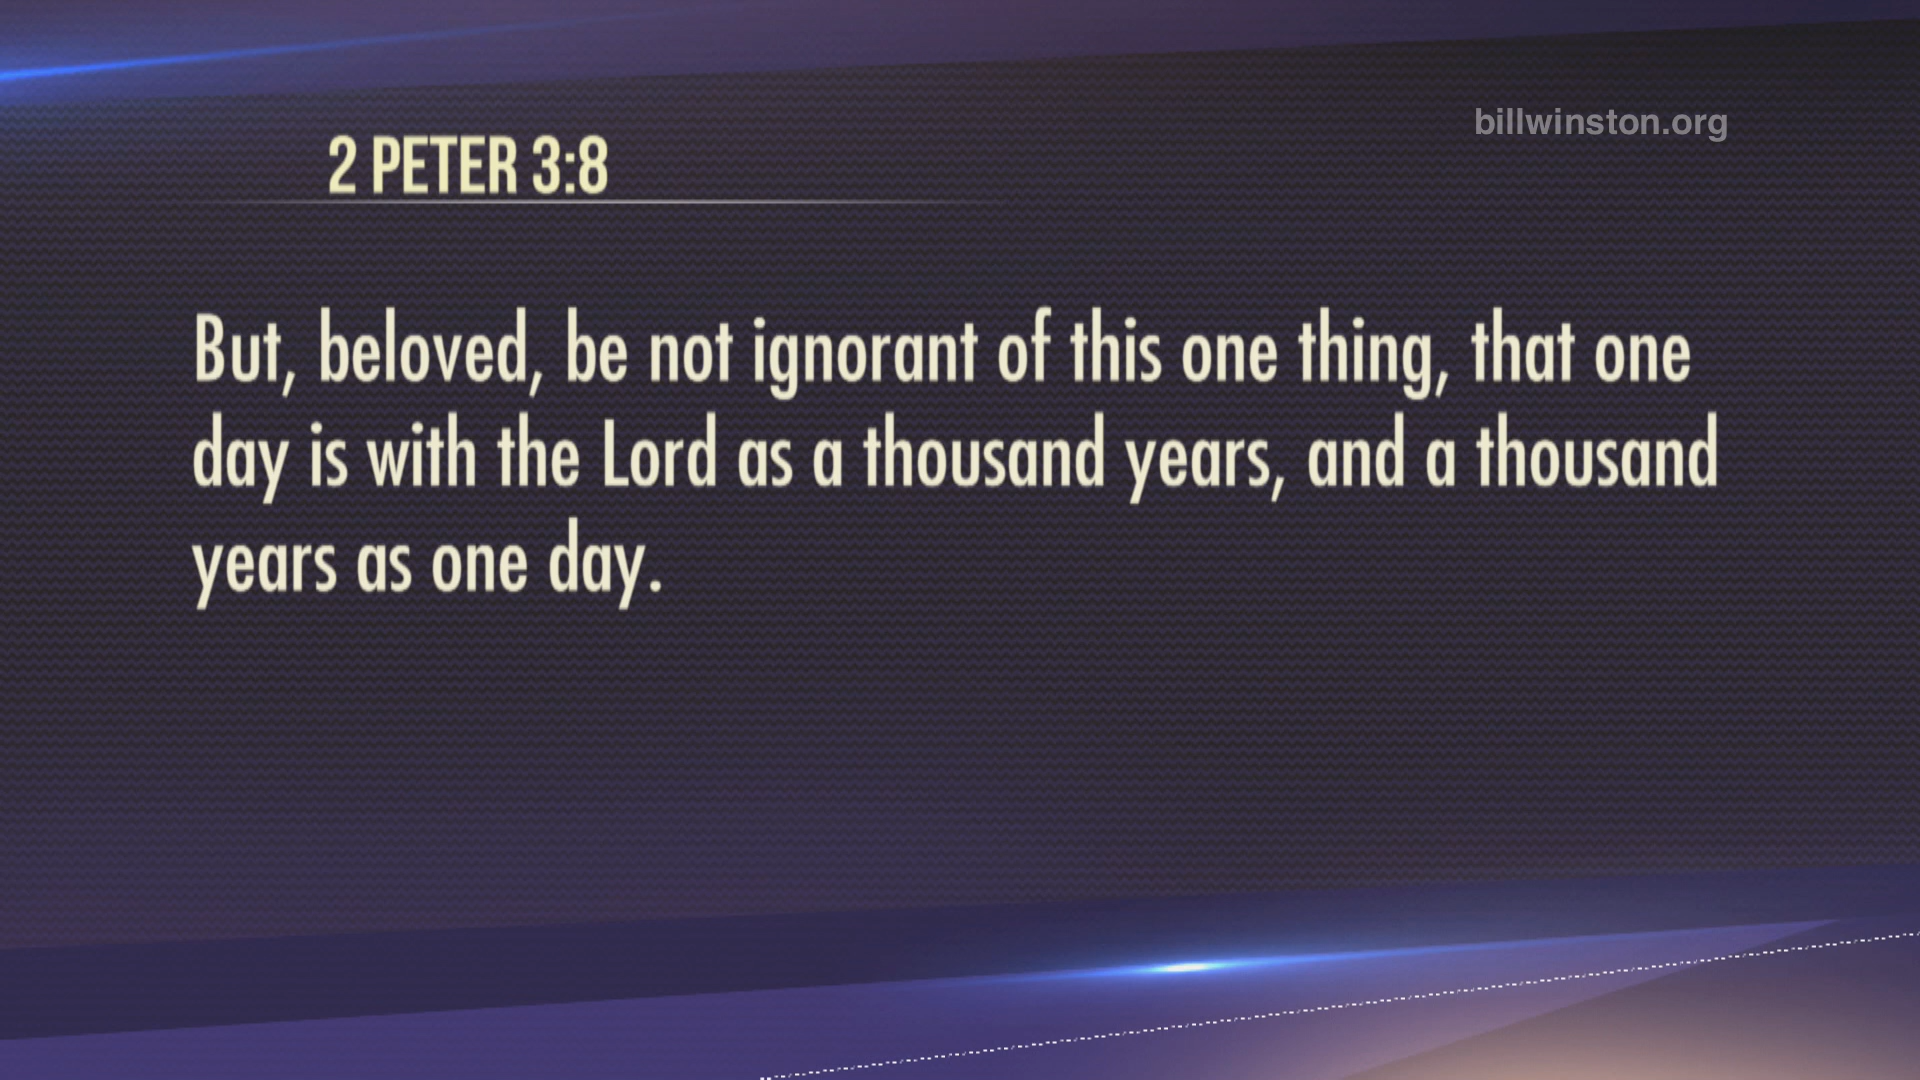 billwinston.org
2 PETER 3:8
But, beloved, be not ignorant of this one thing, that one
day is with the Lord as a thousand years, and a thousand
years as one day.